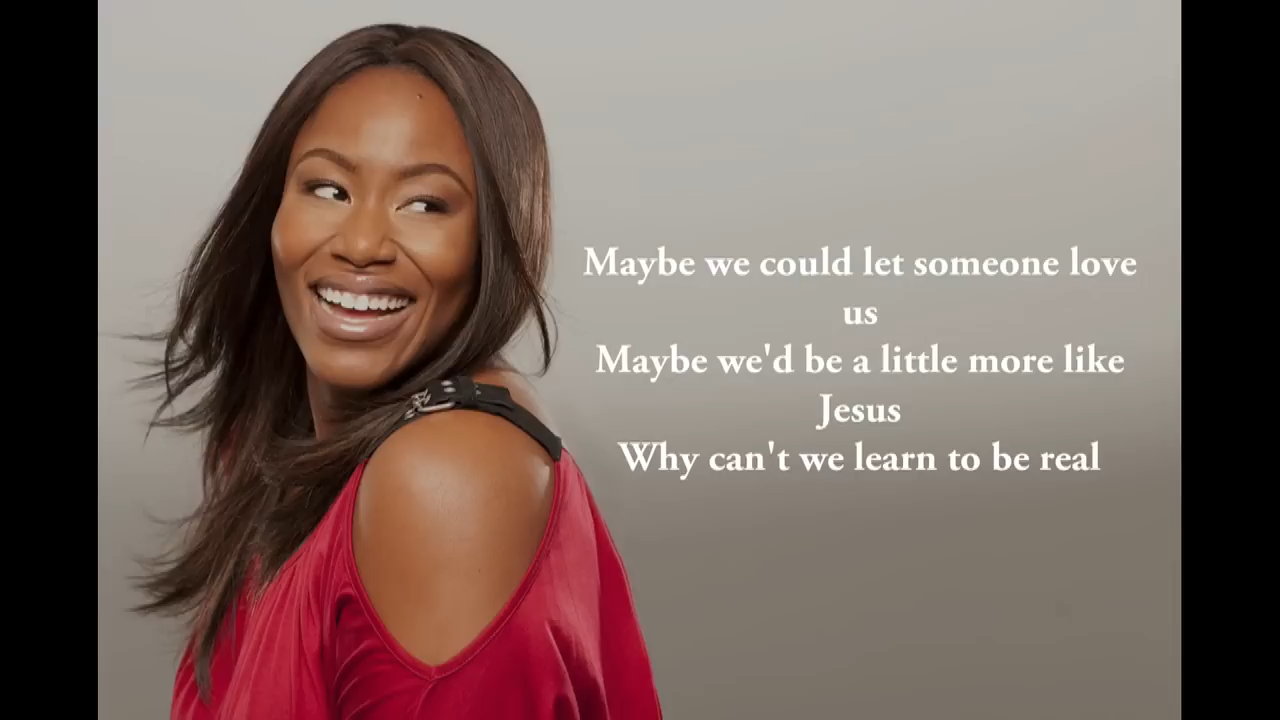 Maybe we could let someone love
us
Maybe we'd be a little more like
Jesus
Why can't we learn to be real